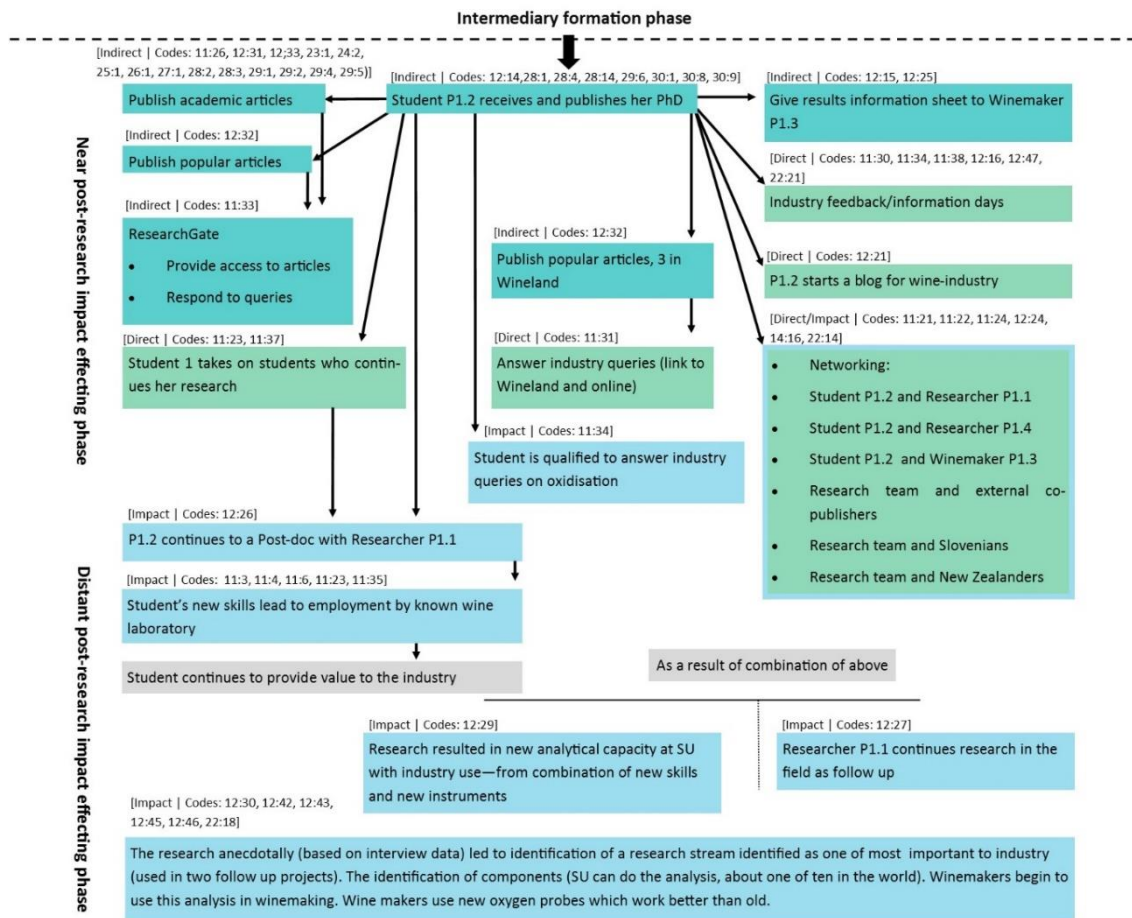 Intermediary formation phase
[Indirect | Codes: 11:26, 12:31, 12;33, 23:1, 24:2,
25:1, 26:1, 27:1, 28:2, 28:3, 29:1, 29:2, 29:4, 29:5)]
Publish academic articles
[Indirect | Codes: 12:14,28:1, 28:4, 28:14, 29:6, 30:1, 30:8, 30:9]
Student P1.2 receives and publishes her PhD
[Indirect | Codes: 12:15, 12:25]
Give results information sheet to Winemaker
P1.3
Near post-research impact effecting phase
[Indirect | Codes: 12:32]
Publish popular articles
[Direct | Codes: 11:30, 11:34, 11:38, 12:16, 12:47,
22:21]
Industry feedback/information days
[Indirect | Codes: 11:33]
ResearchGate
• Provide access to articles
• Respond to queries
[Indirect | Codes: 12:32]
Publish popular articles, 3 in
Wineland
[Direct | Codes: 12:21]
P1.2 starts a blog for wine-industry
[Direct | Codes: 11:23, 11:37]
Student 1 takes on students who contin-
ues her research
[Direct | Codes: 11:31]
Answer industry queries (link to
Wineland and online)
[Direct/Impact | Codes: 11:21, 11:22, 11:24, 12:24,
14:16, 22:14]
• Networking:
Student P1.2 and Researcher P1.1
• Student P1.2 and Researcher P1.4
• Student P1.2 and Winemaker P1.3
• Research team and external co-
publishers
• Research team and Slovenians
• Research team and New Zealanders
[Impact | Codes: 11:34]
Student is qualified to answer industry
queries on oxidisation
Distant post-research impact effecting phase
[Impact | Codes: 12:26]
P1.2 continues to a Post-doc with Researcher P1.1
[Impact | Codes: 11:3, 11:4, 11:6, 11:23, 11:35]
Student's new skills lead to employment by known wine
laboratory
Student continues to provide value to the industry
As a result of combination of above
[Impact | Codes: 12:29]
Research resulted in new analytical capacity at SU
with industry use—from combination of new skills
and new instruments
[Impact | Codes: 12:27]
Researcher P1.1 continues research in the
field as follow up
[Impact | Codes: 12:30, 12:42, 12:43,
12:45, 12:46, 22:18]
The research anecdotally (based on interview data) led to identification of a research stream identified as one of most important to industry
(used in two follow up projects). The identification of components (SU can do the analysis, about one of ten in the world). Winemakers begin to
use this analysis in winemaking. Wine makers use new oxygen probes which work better than old.